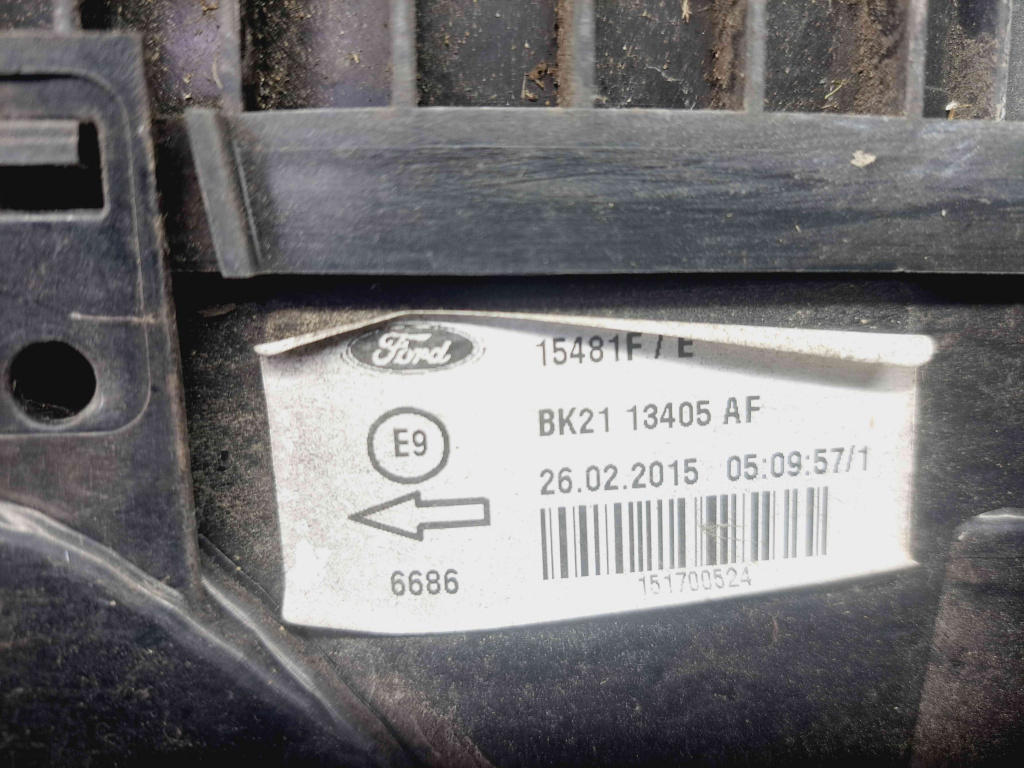 Ford
15481F / E
BK21 13405 AF
E9
26.02.2015 05:09:57/1
6686
151700524